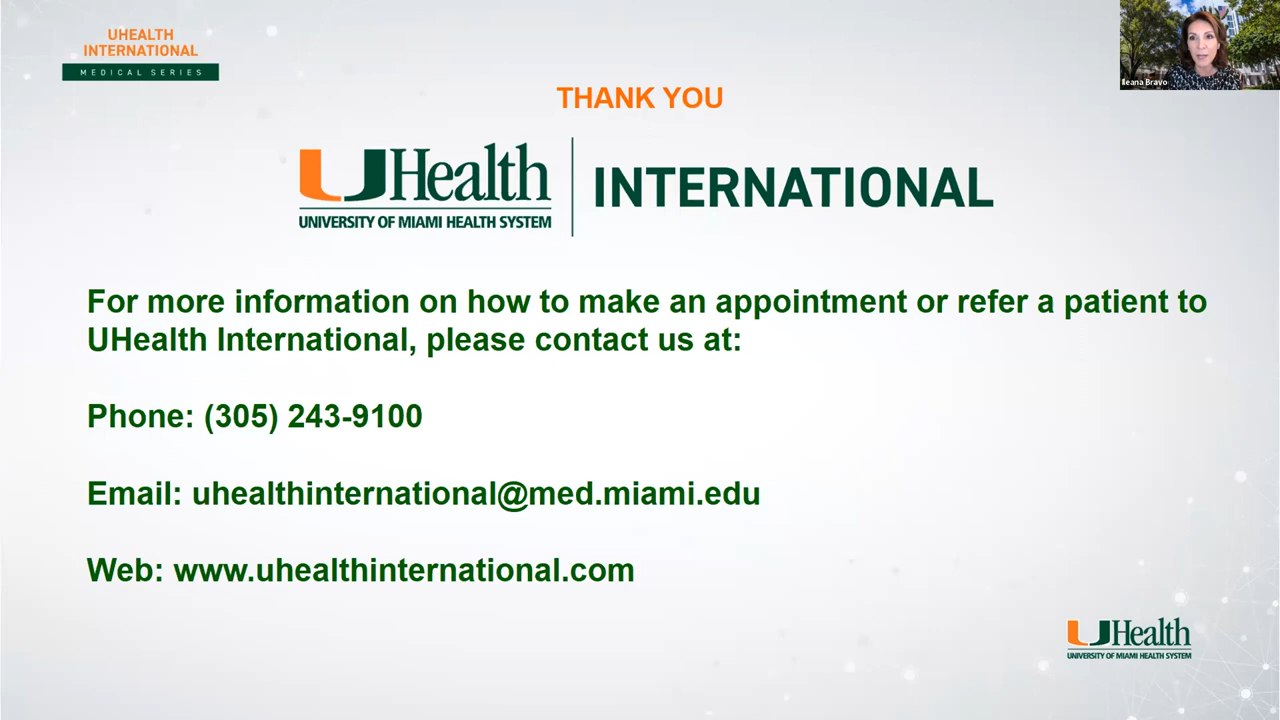 UHEALTH
INTERNATIONAL
MEDICAL SERIES
Ileana Bravo
THANK YOU
UHealth
UNIVERSITY OF MIAMI HEALTH SYSTEM
INTERNATIONAL
For more information on how to make an appointment or refer a patient to
UHealth International, please contact us at:
Phone: (305) 243-9100
Email: uhealthinternational@med.miami.edu
Web: www.uhealthinternational.com
UHealth
UNIVERSITY OF MIAMI HEALTH SYSTEM